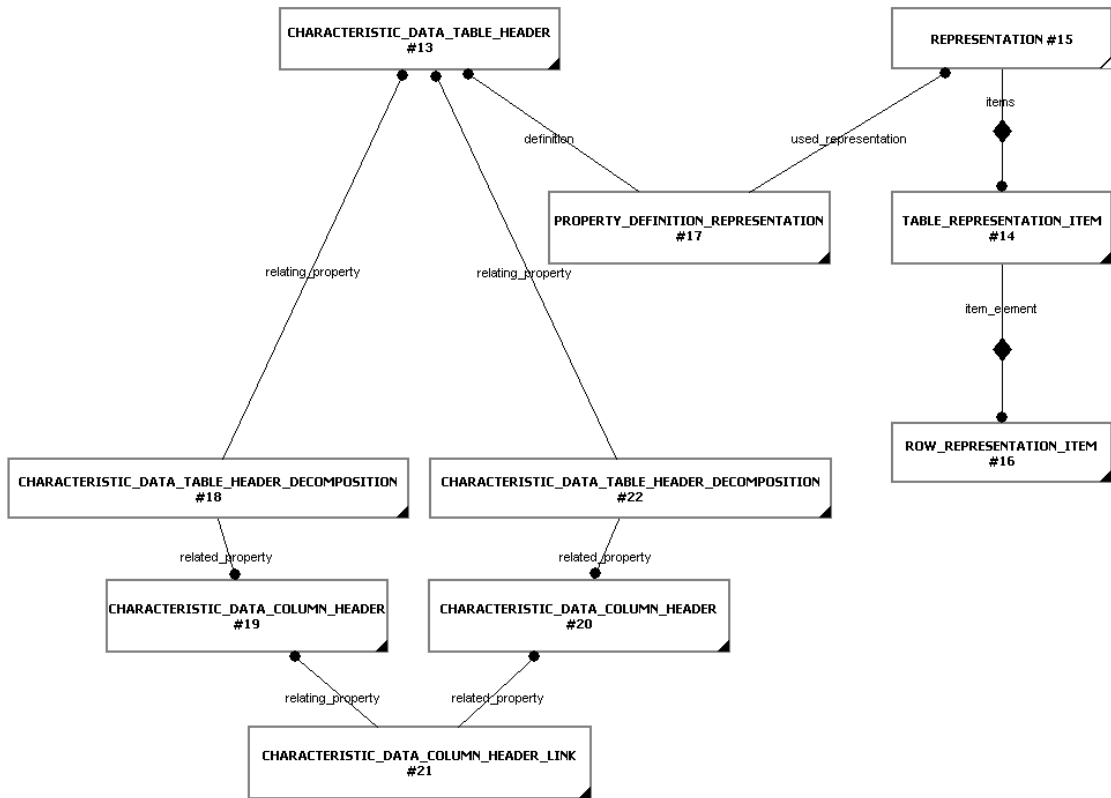 CHARACTERISTIC_DATA_TABLE_HEADER
#13
REPRESENTATION #15
items
definition
used_representation
PROPERTY_DEFINITION_REPRESENTATION
#17
TABLE_REPRESENTATION_ITEM
#14
relating_property
relating_property
item_element
ROW_REPRESENTATION_ITEM
#16
CHARACTERISTIC_DATA_TABLE_HEADER_DECOMPOSITION
#18
CHARACTERISTIC_DATA_TABLE_HEADER_DECOMPOSITION
#22
related_property
related_property
CHARACTERISTIC_DATA_COLUMN_HEADER
#19
CHARACTERISTIC_DATA_COLUMN_HEADER
#20
relating_property
related_property
CHARACTERISTIC_DATA_COLUMN_HEADER_LINK
#21